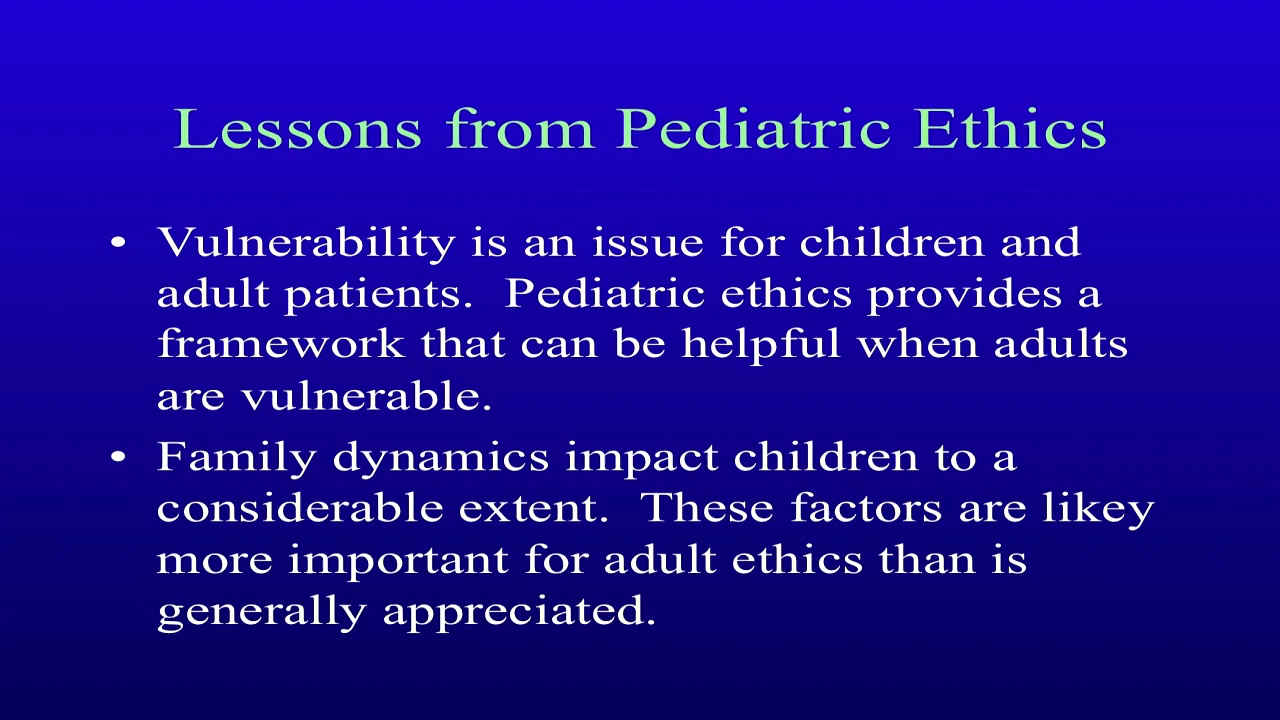 Lessons from Pediatric Ethics
• Vulnerability is an issue for children and
adult patients.  Pediatric ethics provides a
framework that can be helpful when adults
are vulnerable.
• Family dynamics impact children to a
considerable extent.  These factors are likey
more important for adult ethics than is
generally appreciated.